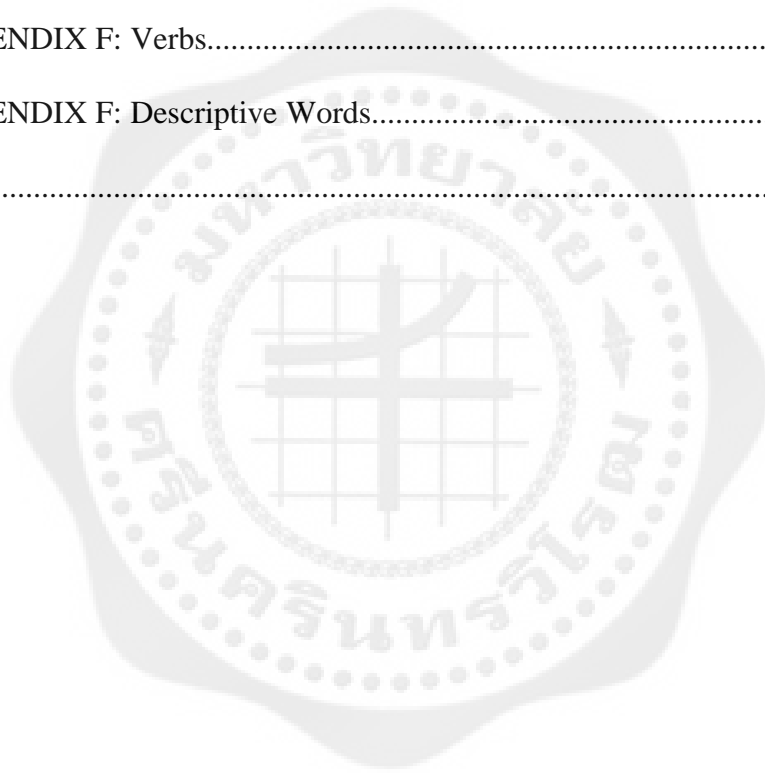 ENDIX F: Verbs...........................................................................
ENDIX F: Descriptive Words..........................................................
...................................................................................................
มหาวิทยาลัย
ศรีนครินทรวิโรฒ